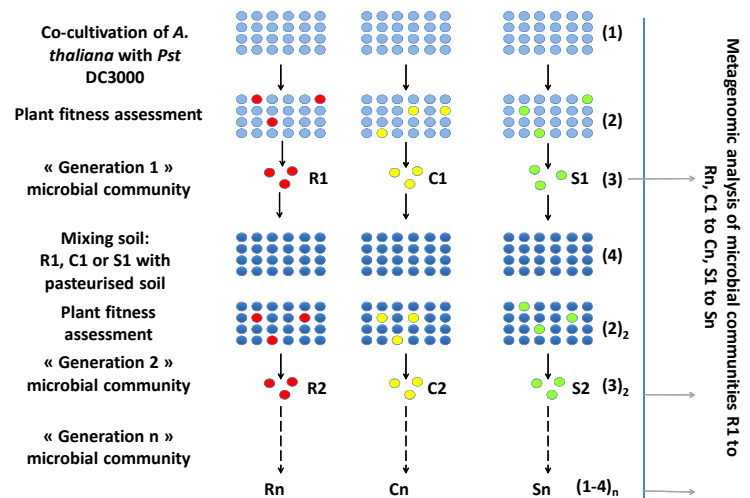 Co-cultivation of A.
thaliana with Pst
DC3000
(1)
Plant fitness assessment
(2)
« Generation 1 »
microbial community
R1
C1
S1
(3)
Mixing soil:
R1, C1 or S1 with
pasteurised soil
(4)
Plant fitness
assessment
(2)₂
« Generation 2 »
microbial community
R2
C2
S2
(3)₂
« Generation n »
microbial community
Rn
Cn
Sn
(1-4)ₙ
Metagenomic analysis of microbial communities R1 to
Rn, C1 to Cn, S1 to Sn